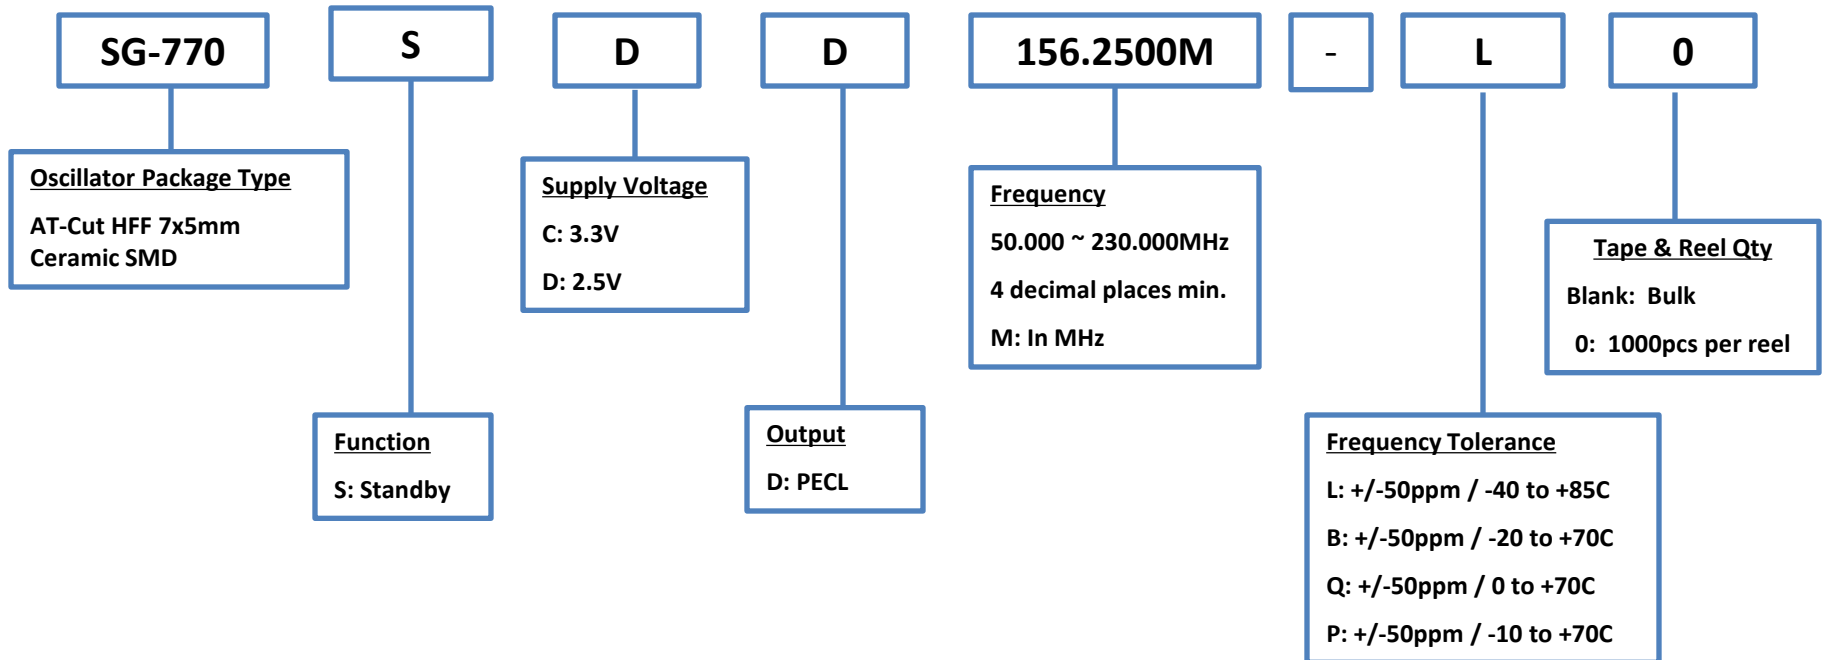 SG-770
S
D
D
156.2500M
-
L
0
Oscillator Package Type
AT-Cut HFF 7x5mm
Ceramic SMD
Supply Voltage
C: 3.3V
D: 2.5V
Frequency
50.000 ~ 230.000MHz
4 decimal places min.
M: In MHz
Tape & Reel Qty
Blank: Bulk
0: 1000pcs per reel
Function
S: Standby
Output
D: PECL
Frequency Tolerance
L: +/-50ppm / -40 to +85C
B: +/-50ppm / -20 to +70C
Q: +/-50ppm / 0 to +70C
P: +/-50ppm / -10 to +70C